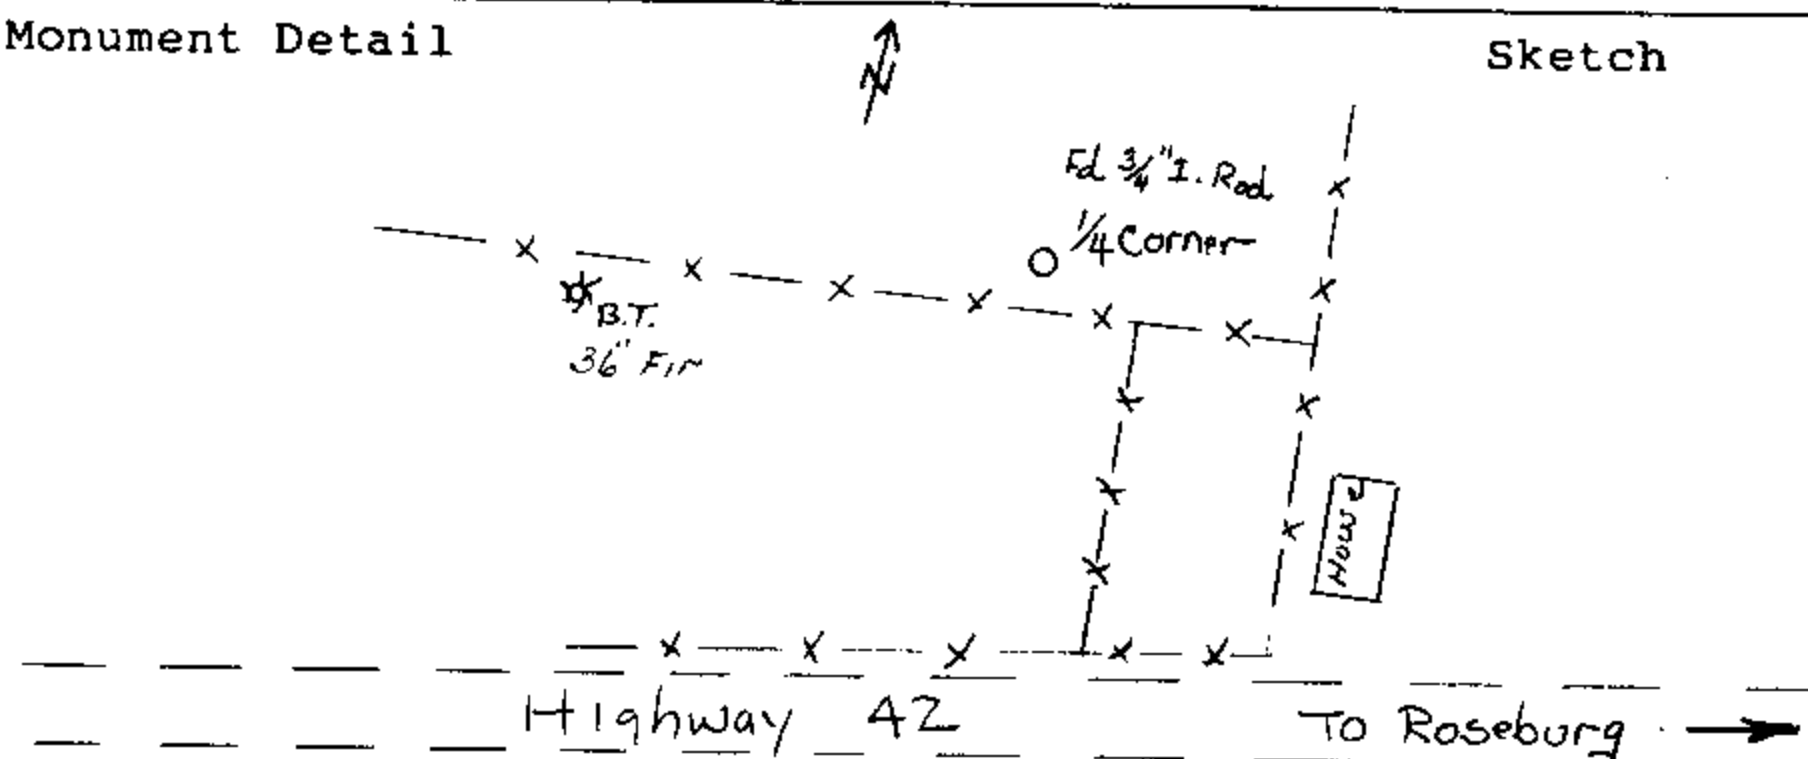 Monument Detail
Sketch
N
Fd 3/4" I. Rod
1/4 Corner
B.T.
36" Fir
House
Highway 42
To Roseburg